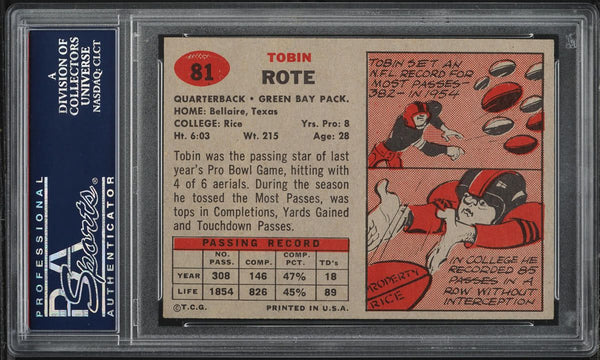 A
DIVISION OF
COLLECTORS
UNIVERSE
NASDAQ: CLCT
PSA
Sports
PROFESSIONAL
AUTHENTICATOR
81
TOBIN
ROTE
QUARTERBACK • GREEN BAY PACK.
HOME: Bellaire, Texas
COLLEGE: Rice Yrs. Pro: 8
Ht. 6:03 Wt. 215 Age: 28
Tobin was the passing star of last
year's Pro Bowl Game, hitting with
4 of 6 aerials. During the season
he tossed the Most Passes, was
tops in Completions, Yards Gained
and Touchdown Passes.
PASSING RECORD
NO. PASS. COMP. COMP. PCT. TD's
YEAR 308 146 47% 18
LIFE 1854 826 45% 89
©T.C.G. PRINTED IN U.S.A.
TOBIN SET AN
N.F.L. RECORD FOR
MOST PASSES-
382- IN 1954
IN COLLEGE HE
RECORDED 85
PASSES IN A
ROW WITHOUT
INTERCEPTION
PROPERTY
RICE